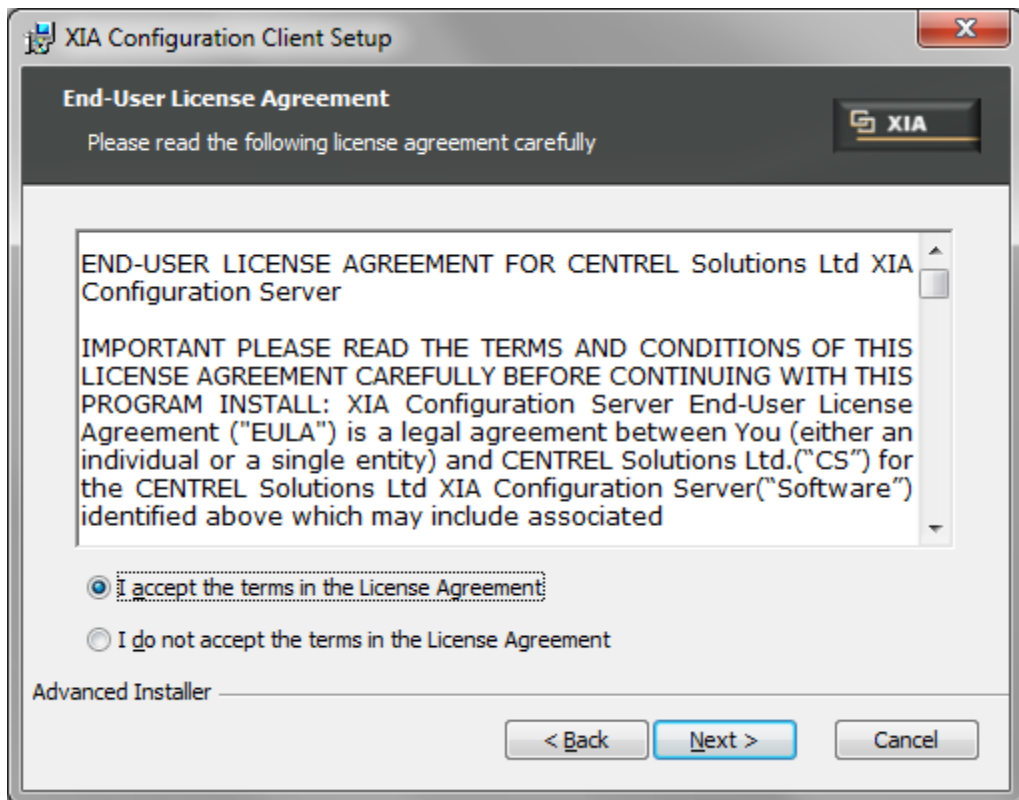 XIA Configuration Client Setup
End-User License Agreement
Please read the following license agreement carefully
XIA
END-USER LICENSE AGREEMENT FOR CENTREL Solutions Ltd XIA
Configuration Server
IMPORTANT PLEASE READ THE TERMS AND CONDITIONS OF THIS
LICENSE AGREEMENT CAREFULLY BEFORE CONTINUING WITH THIS
PROGRAM INSTALL: XIA Configuration Server End-User License
Agreement ("EULA") is a legal agreement between You (either an
individual or a single entity) and CENTREL Solutions Ltd.(“CS”) for
the CENTREL Solutions Ltd XIA Configuration Server(“Software”)
identified above which may include associated
I accept the terms in the License Agreement
I do not accept the terms in the License Agreement
Advanced Installer
< Back
Next >
Cancel